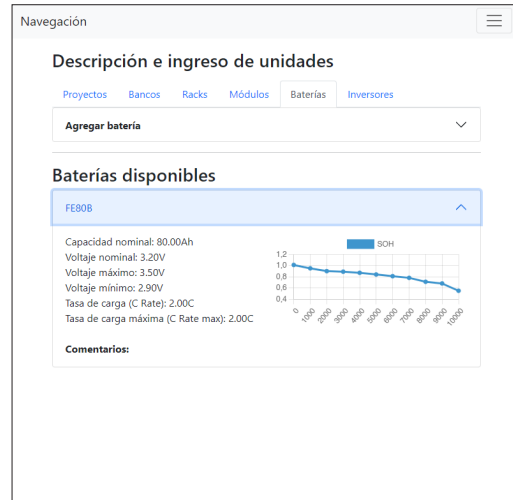 Navegación
Descripción e ingreso de unidades
Proyectos Bancos Racks Módulos Baterías Inversores
Agregar batería
Baterías disponibles
FE80B
Capacidad nominal: 80.00Ah
Voltaje nominal: 3.20V
Voltaje máximo: 3.50V
Voltaje mínimo: 2.90V
Tasa de carga (C Rate): 2.00C
Tasa de carga máxima (C Rate max): 2.00C
Comentarios:
SOH
1,2
1,0
0,8
0,6
0,4
0 1000 2000 3000 4000 5000 6000 7000 8000 9000 10000